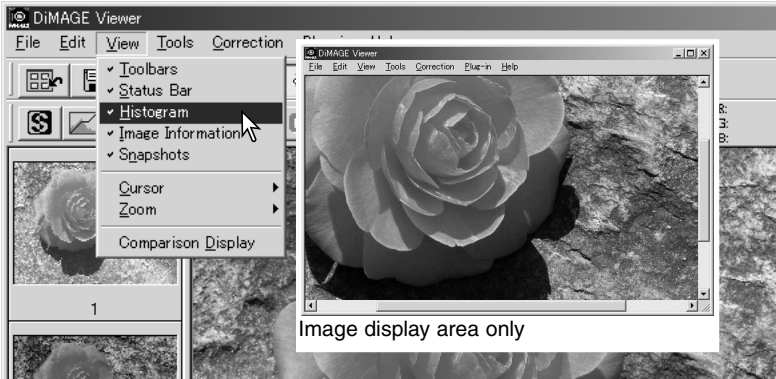 DiMAGE Viewer
File Edit View Tools Correction
Toolbars
Status Bar
Histogram
Image Information
Snapshots
Cursor
Zoom
Comparison Display
1
DiMAGE Viewer
File Edit View Tools Correction Plug-in Help
R:
G:
B:
Image display area only